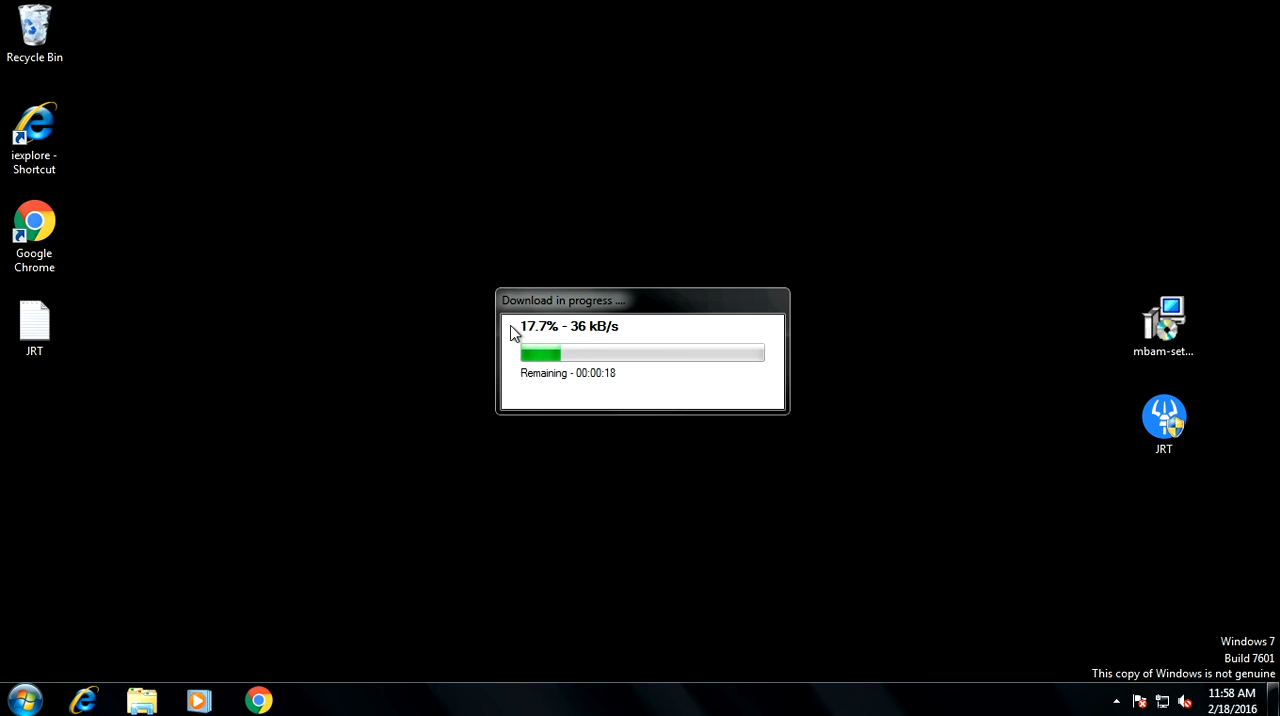 Recycle Bin
iexplore -
Shortcut
Google
Chrome
JRT
Download in progress ....
17.7% - 36 kB/s
Remaining - 00:00:18
mbam-set...
JRT
Windows 7
Build 7601
This copy of Windows is not genuine
11:58 AM
2/18/2016